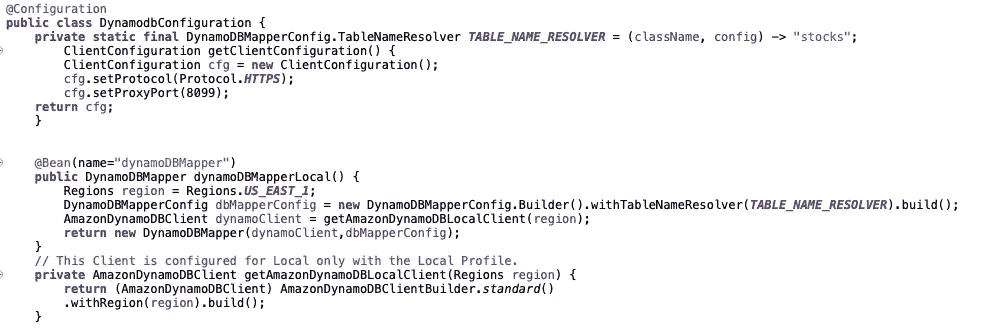 @Configuration
public class DynamodbConfiguration {
    private static final DynamoDBMapperConfig.TableNameResolver TABLE_NAME_RESOLVER = (className, config) -> "stocks";
        ClientConfiguration getClientConfiguration() {
        ClientConfiguration cfg = new ClientConfiguration();
        cfg.setProtocol(Protocol.HTTPS);
        cfg.setProxyPort(8099);
    return cfg;
    }
    @Bean(name="dynamoDBMapper")
    public DynamoDBMapper dynamoDBMapperLocal() {
        Regions region = Regions.US_EAST_1;
        DynamoDBMapperConfig dbMapperConfig = new DynamoDBMapperConfig.Builder().withTableNameResolver(TABLE_NAME_RESOLVER).build();
        AmazonDynamoDBClient dynamoClient = getAmazonDynamoDBLocalClient(region);
        return new DynamoDBMapper(dynamoClient,dbMapperConfig);
    }
    // This Client is configured for Local only with the Local Profile.
    private AmazonDynamoDBClient getAmazonDynamoDBLocalClient(Regions region) {
        return (AmazonDynamoDBClient) AmazonDynamoDBClientBuilder.standard()
        .withRegion(region).build();
    }